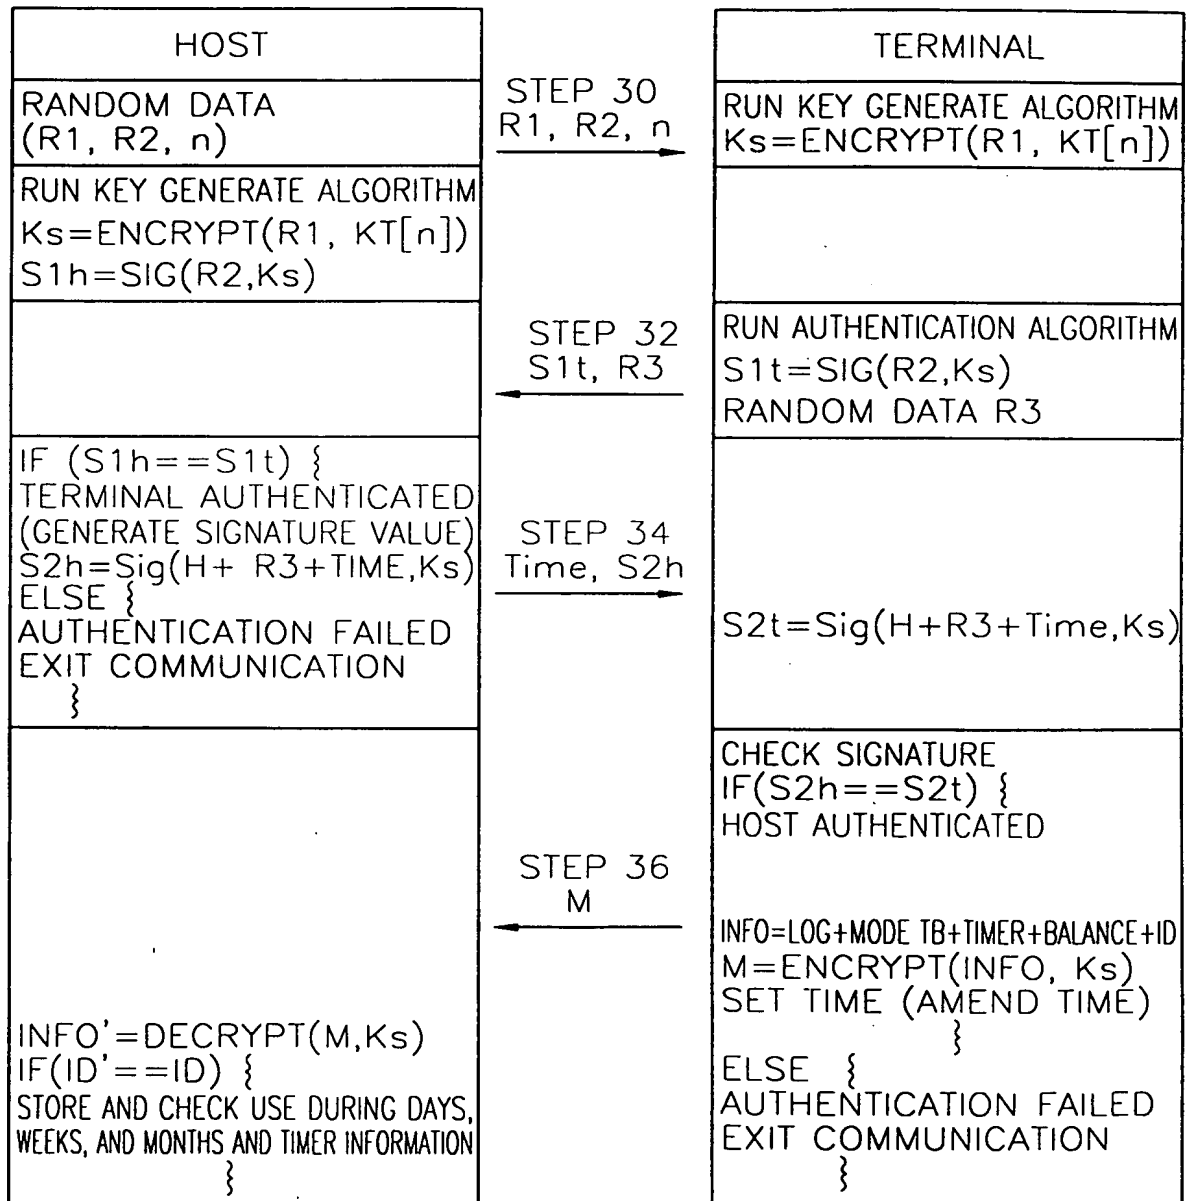 HOST
TERMINAL
RANDOM DATA
(R1, R2, n)
STEP 30
R1, R2, n
RUN KEY GENERATE ALGORITHM
Ks=ENCRYPT(R1, KT[n])
RUN KEY GENERATE ALGORITHM
Ks=ENCRYPT(R1, KT[n])
S1h=SIG(R2,Ks)
STEP 32
S1t, R3
RUN AUTHENTICATION ALGORITHM
S1t=SIG(R2,Ks)
RANDOM DATA R3
IF (S1h==S1t) {
TERMINAL AUTHENTICATED
(GENERATE SIGNATURE VALUE)
S2h=Sig(H+ R3+TIME,Ks)
ELSE {
AUTHENTICATION FAILED
EXIT COMMUNICATION
}
STEP 34
Time, S2h
S2t=Sig(H+R3+Time,Ks)
CHECK SIGNATURE
IF(S2h==S2t) {
HOST AUTHENTICATED
STEP 36
M
INFO=LOG+MODE TB+TIMER+BALANCE+ID
M=ENCRYPT(INFO, Ks)
SET TIME (AMEND TIME)
}
ELSE {
AUTHENTICATION FAILED
EXIT COMMUNICATION
}
INFO'=DECRYPT(M,Ks)
IF(ID'==ID) {
STORE AND CHECK USE DURING DAYS,
WEEKS, AND MONTHS AND TIMER INFORMATION
}